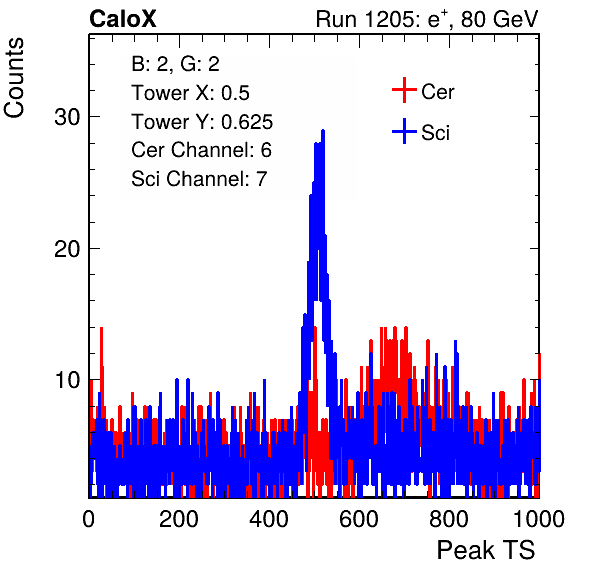 CaloX Run 1205: e+, 80 GeV
Counts
B: 2, G: 2
Tower X: 0.5
Tower Y: 0.625
Cer Channel: 6
Sci Channel: 7
Cer
Sci
30
20
10
0 200 400 600 800 1000
Peak TS